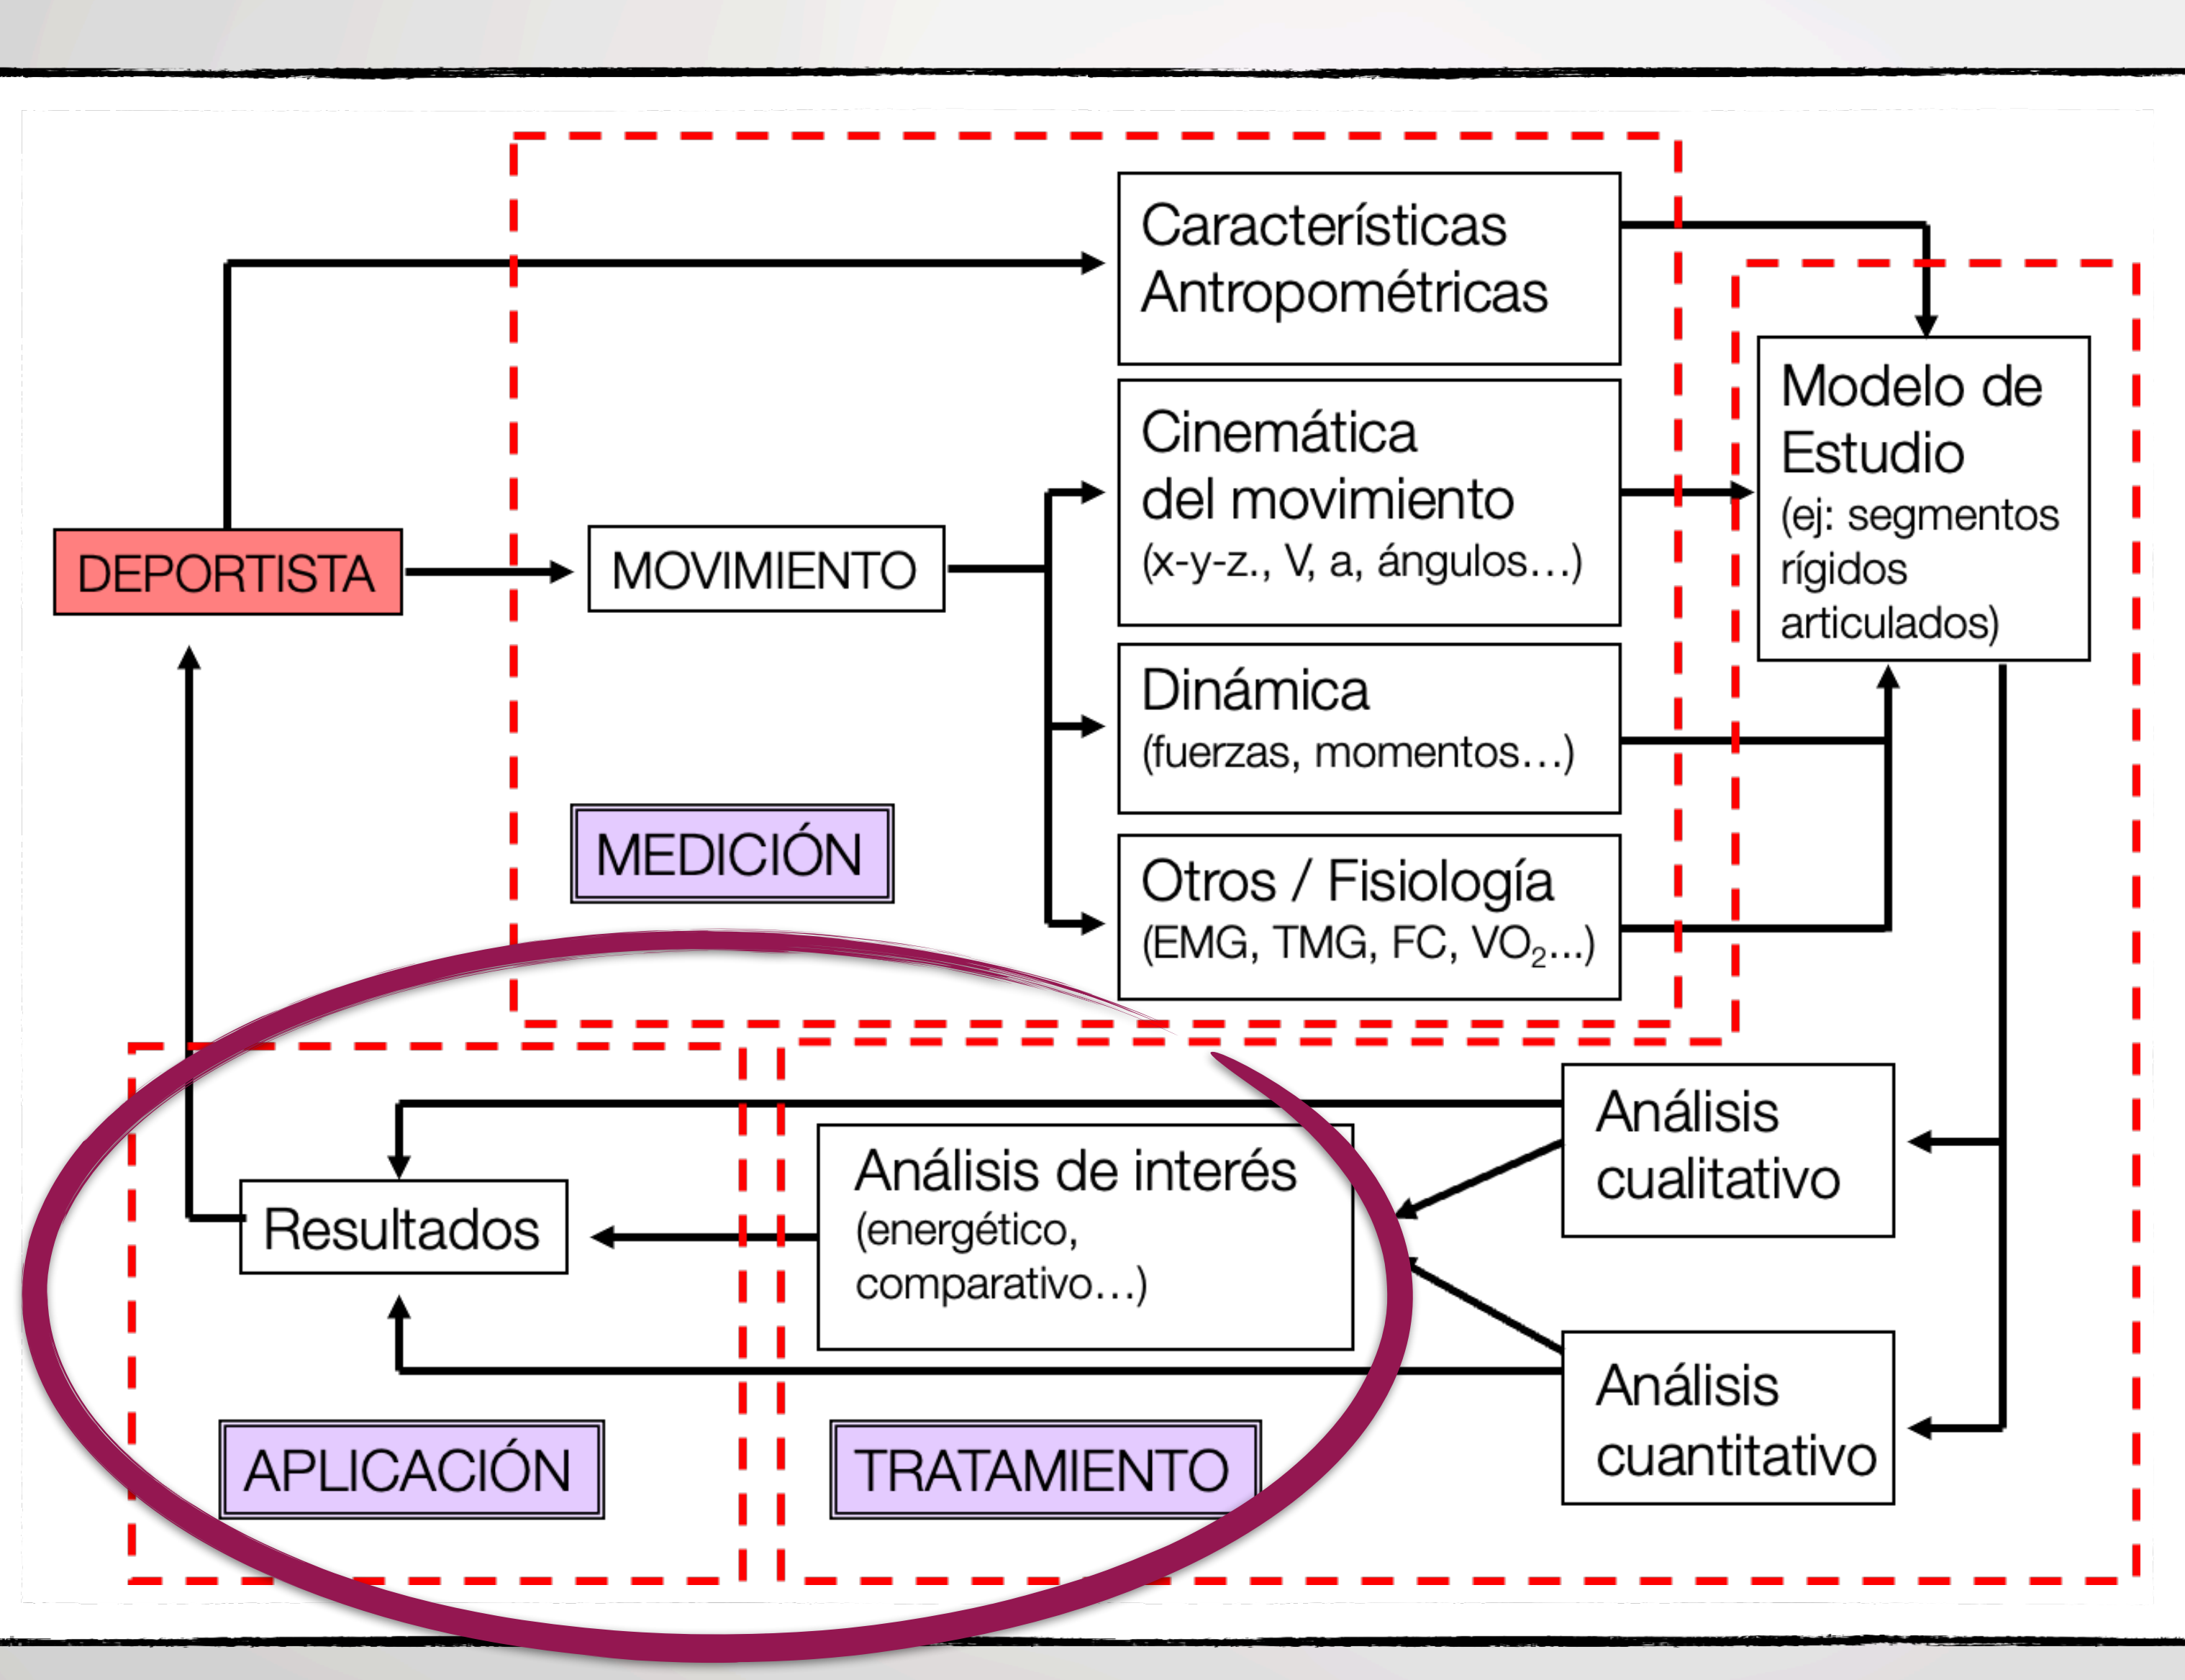 Características
Antropométricas
Cinemática
del movimiento
(x-y-z., V, a, ángulos...)
Modelo de
Estudio
(ej: segmentos
rígidos
articulados)
DEPORTISTA
MOVIMIENTO
Dinámica
(fuerzas, momentos...)
MEDICIÓN
Otros / Fisiología
(EMG, TMG, FC, VO₂...)
Análisis
cualitativo
Análisis de interés
(energético,
comparativo...)
Resultados
Análisis
cuantitativo
APLICACIÓN
TRATAMIENTO